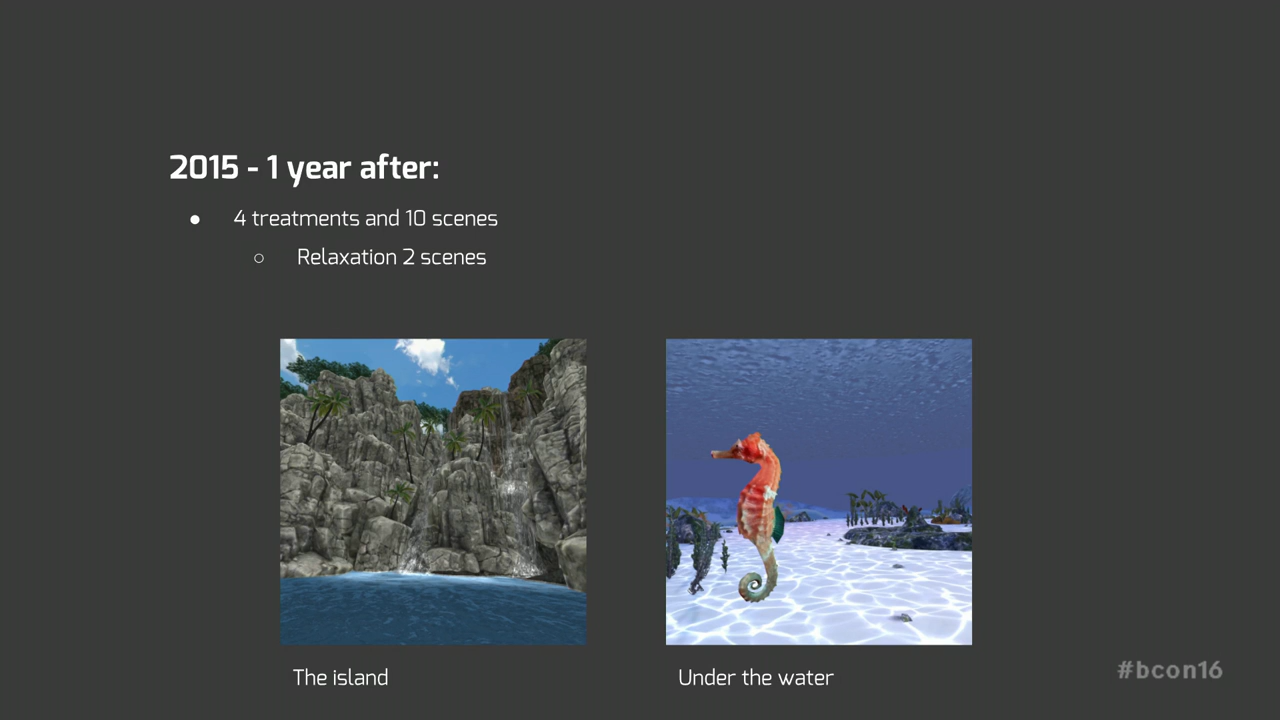 2015 - 1 year after:
● 4 treatments and 10 scenes
○ Relaxation 2 scenes
The island
Under the water
#bcon16